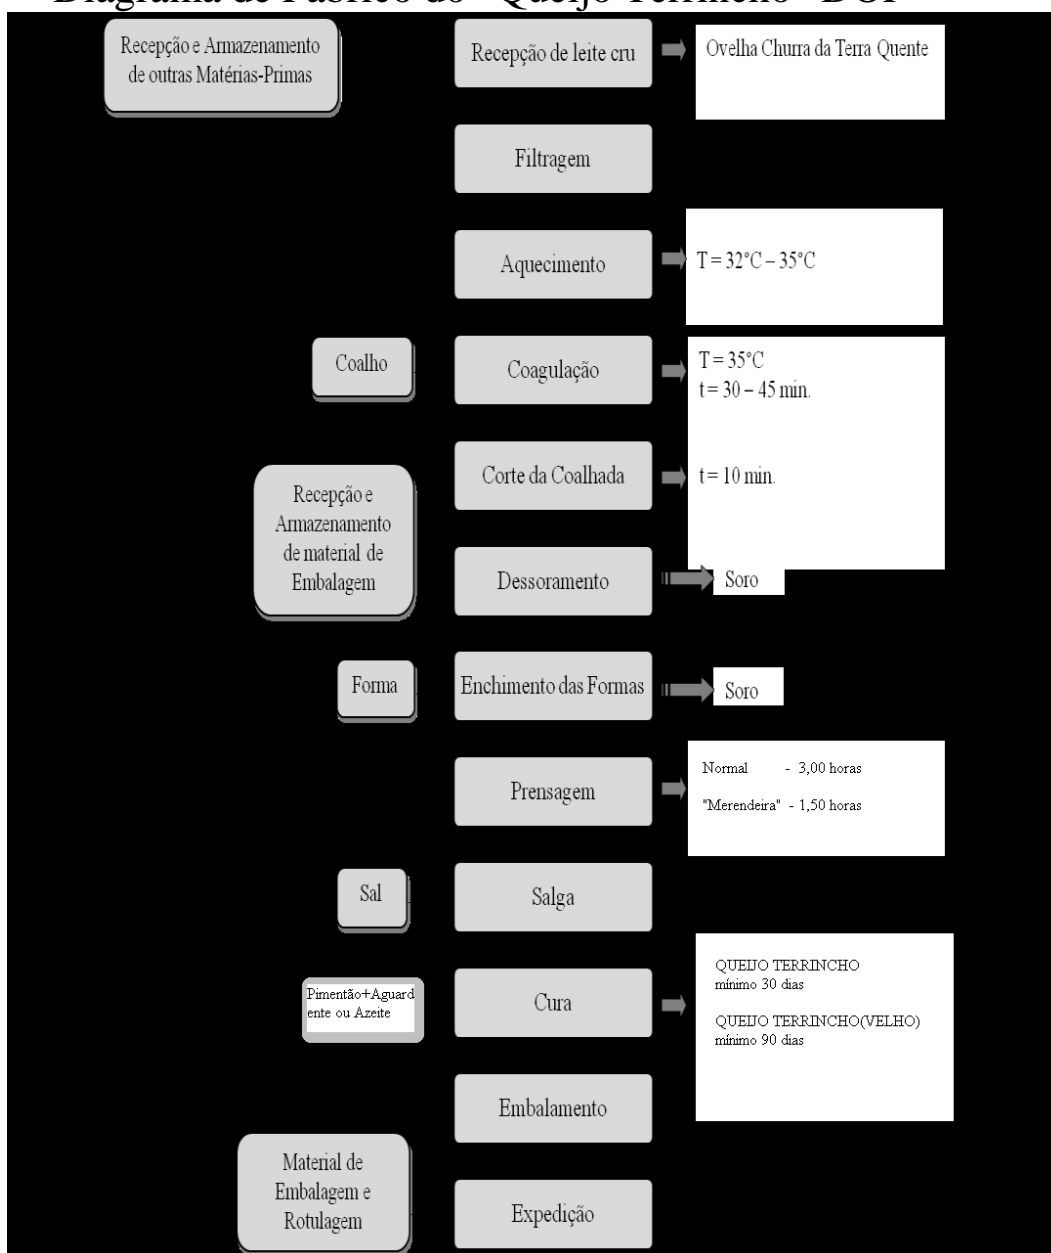 Diagrama de Fabrico do "Queijo Terrincho" DOP
Recepção e Armazenamento
de outras Matérias-Primas
Recepção de leite cru
Ovelha Churra da Terra Quente
Filtragem
Aquecimento
T = 32°C – 35°C
Coalho
Coagulação
T = 35°C
t = 30 – 45 min.
Corte da Coalhada
t = 10 min.
Recepção e
Armazenamento
de material de
Embalagem
Dessoramento
Soro
Forma
Enchimento das Formas
Soro
Prensagem
Normal - 3,00 horas
"Merendeira" - 1,50 horas
Sal
Salga
Pimentão+Aguard
ente ou Azeite
Cura
QUEIJO TERRINCHO
mínimo 30 dias
QUEIJO TERRINCHO(VELHO)
mínimo 90 dias
Embalamento
Material de
Embalagem e
Rotulagem
Expedição